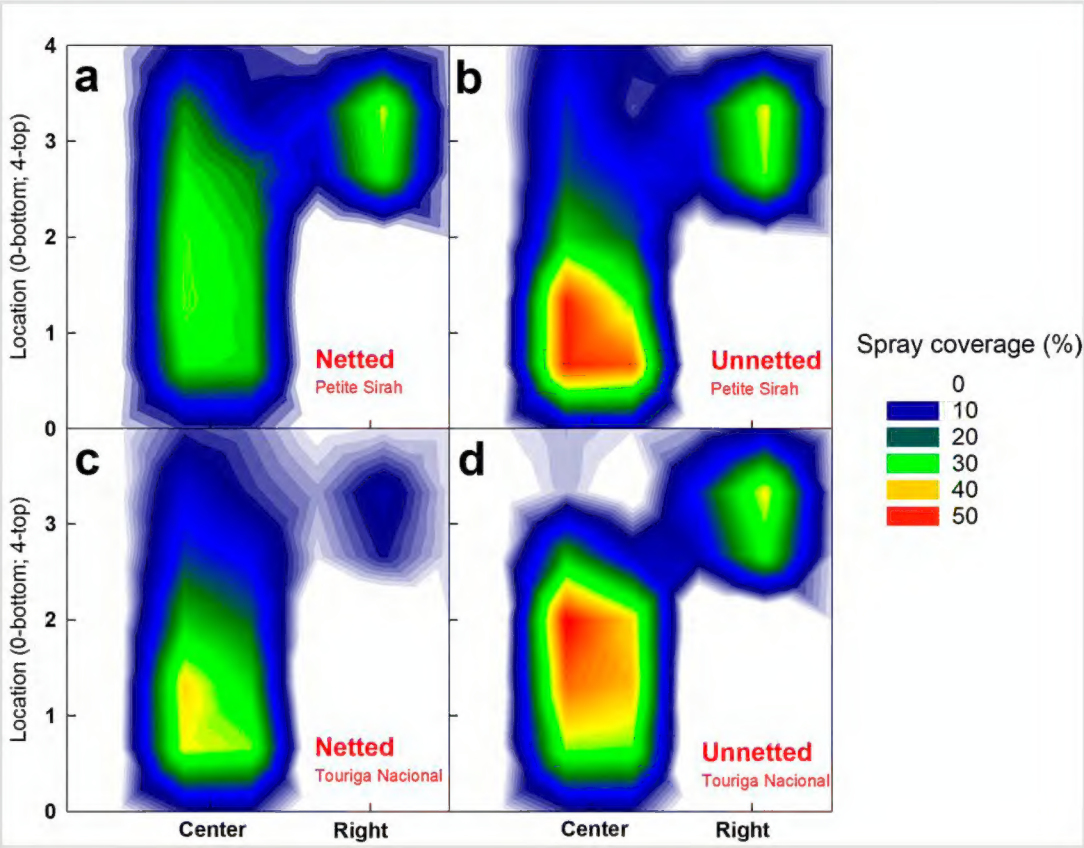 a
b
Location (0-bottom; 4-top)
4
3
2
1
0
Netted
Petite Sirah
Unnetted
Petite Sirah
Spray coverage (%)
0
10
20
30
40
50
c
d
Location (0-bottom; 4-top)
3
2
1
0
Netted
Touriga Nacional
Unnetted
Touriga Nacional
Center
Right
Center
Right